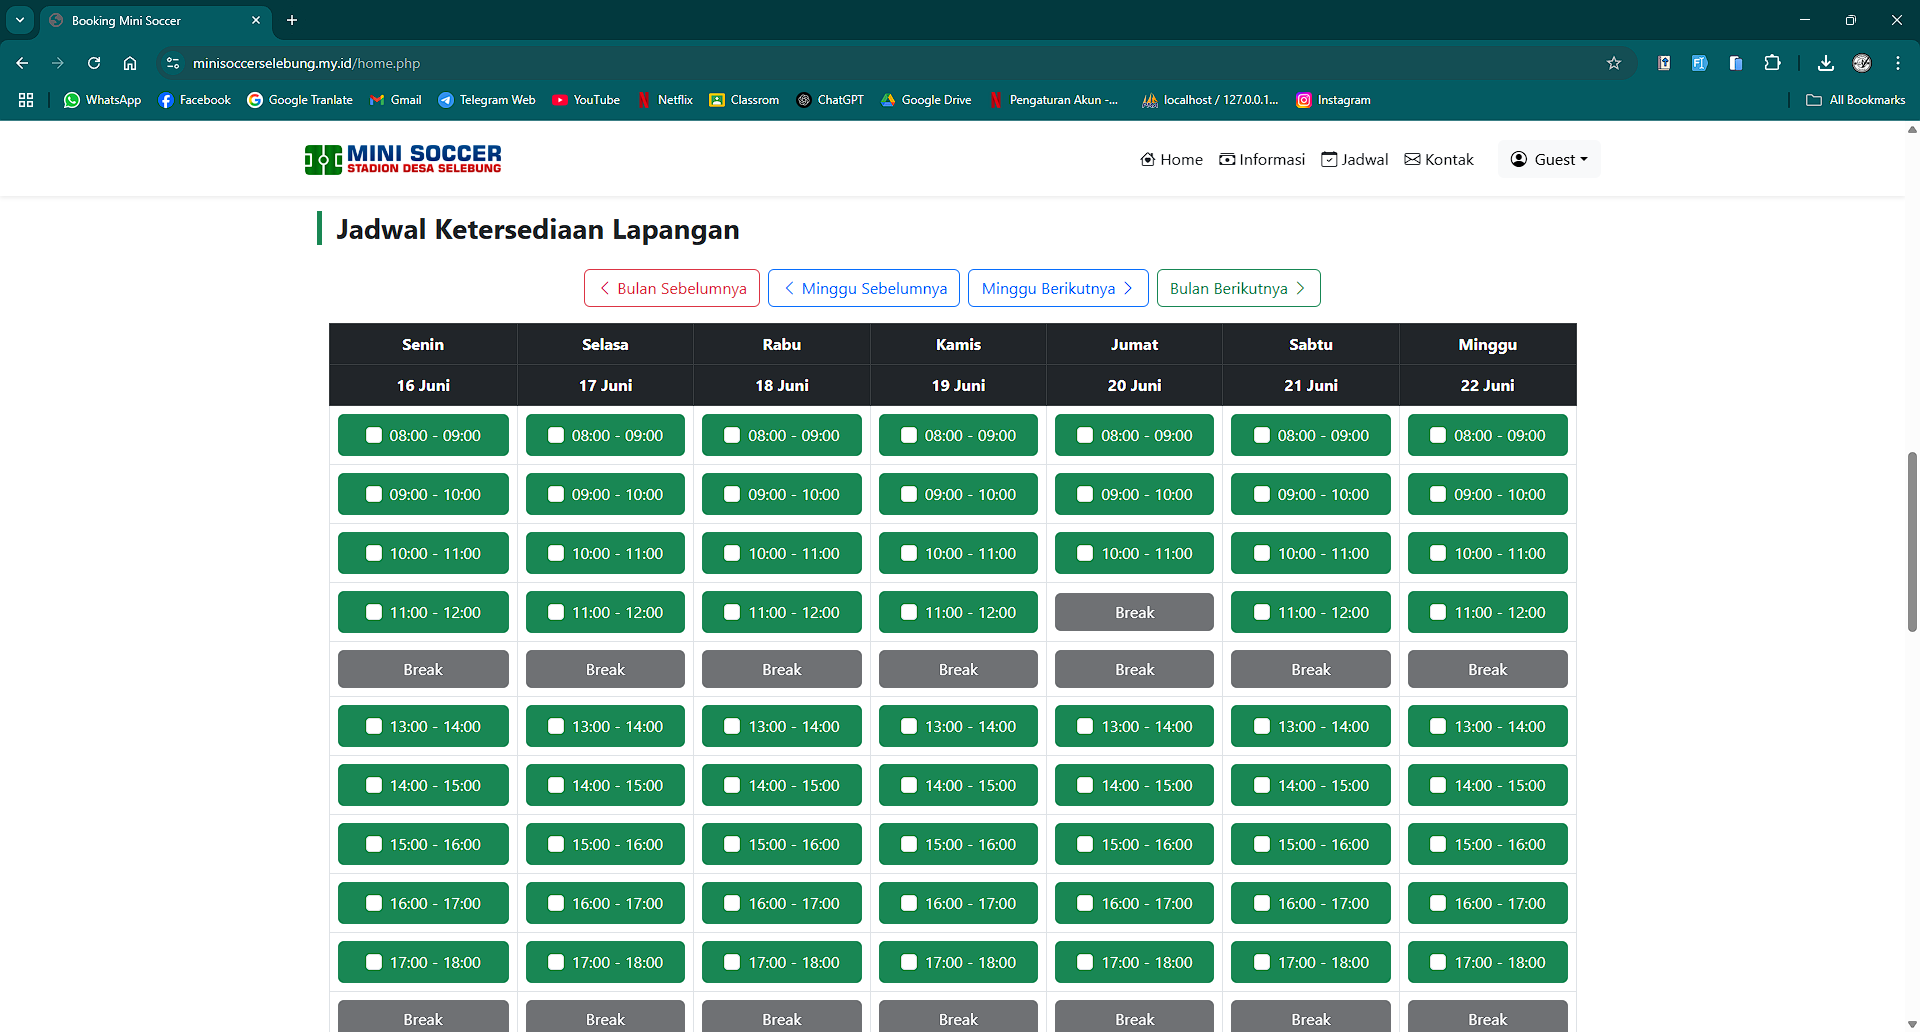 Booking Mini Soccer
minisoccerselebung.my.id/home.php
WhatsApp Facebook Google Tranlate Gmail Telegram Web YouTube Netflix Classrom ChatGPT Google Drive Pengaturan Akun -... localhost / 127.0.0.1... Instagram All Bookmarks
MINI SOCCER
STADION DESA SELEBUNG
Home Informasi Jadwal Kontak Guest
Jadwal Ketersediaan Lapangan
Bulan Sebelumnya Minggu Sebelumnya Minggu Berikutnya Bulan Berikutnya
Senin Selasa Rabu Kamis Jumat Sabtu Minggu
16 Juni 17 Juni 18 Juni 19 Juni 20 Juni 21 Juni 22 Juni
08:00 - 09:00 08:00 - 09:00 08:00 - 09:00 08:00 - 09:00 08:00 - 09:00 08:00 - 09:00 08:00 - 09:00
09:00 - 10:00 09:00 - 10:00 09:00 - 10:00 09:00 - 10:00 09:00 - 10:00 09:00 - 10:00 09:00 - 10:00
10:00 - 11:00 10:00 - 11:00 10:00 - 11:00 10:00 - 11:00 10:00 - 11:00 10:00 - 11:00 10:00 - 11:00
11:00 - 12:00 11:00 - 12:00 11:00 - 12:00 11:00 - 12:00 Break 11:00 - 12:00 11:00 - 12:00
Break Break Break Break Break Break Break
13:00 - 14:00 13:00 - 14:00 13:00 - 14:00 13:00 - 14:00 13:00 - 14:00 13:00 - 14:00 13:00 - 14:00
14:00 - 15:00 14:00 - 15:00 14:00 - 15:00 14:00 - 15:00 14:00 - 15:00 14:00 - 15:00 14:00 - 15:00
15:00 - 16:00 15:00 - 16:00 15:00 - 16:00 15:00 - 16:00 15:00 - 16:00 15:00 - 16:00 15:00 - 16:00
16:00 - 17:00 16:00 - 17:00 16:00 - 17:00 16:00 - 17:00 16:00 - 17:00 16:00 - 17:00 16:00 - 17:00
17:00 - 18:00 17:00 - 18:00 17:00 - 18:00 17:00 - 18:00 17:00 - 18:00 17:00 - 18:00 17:00 - 18:00
Break Break Break Break Break Break Break